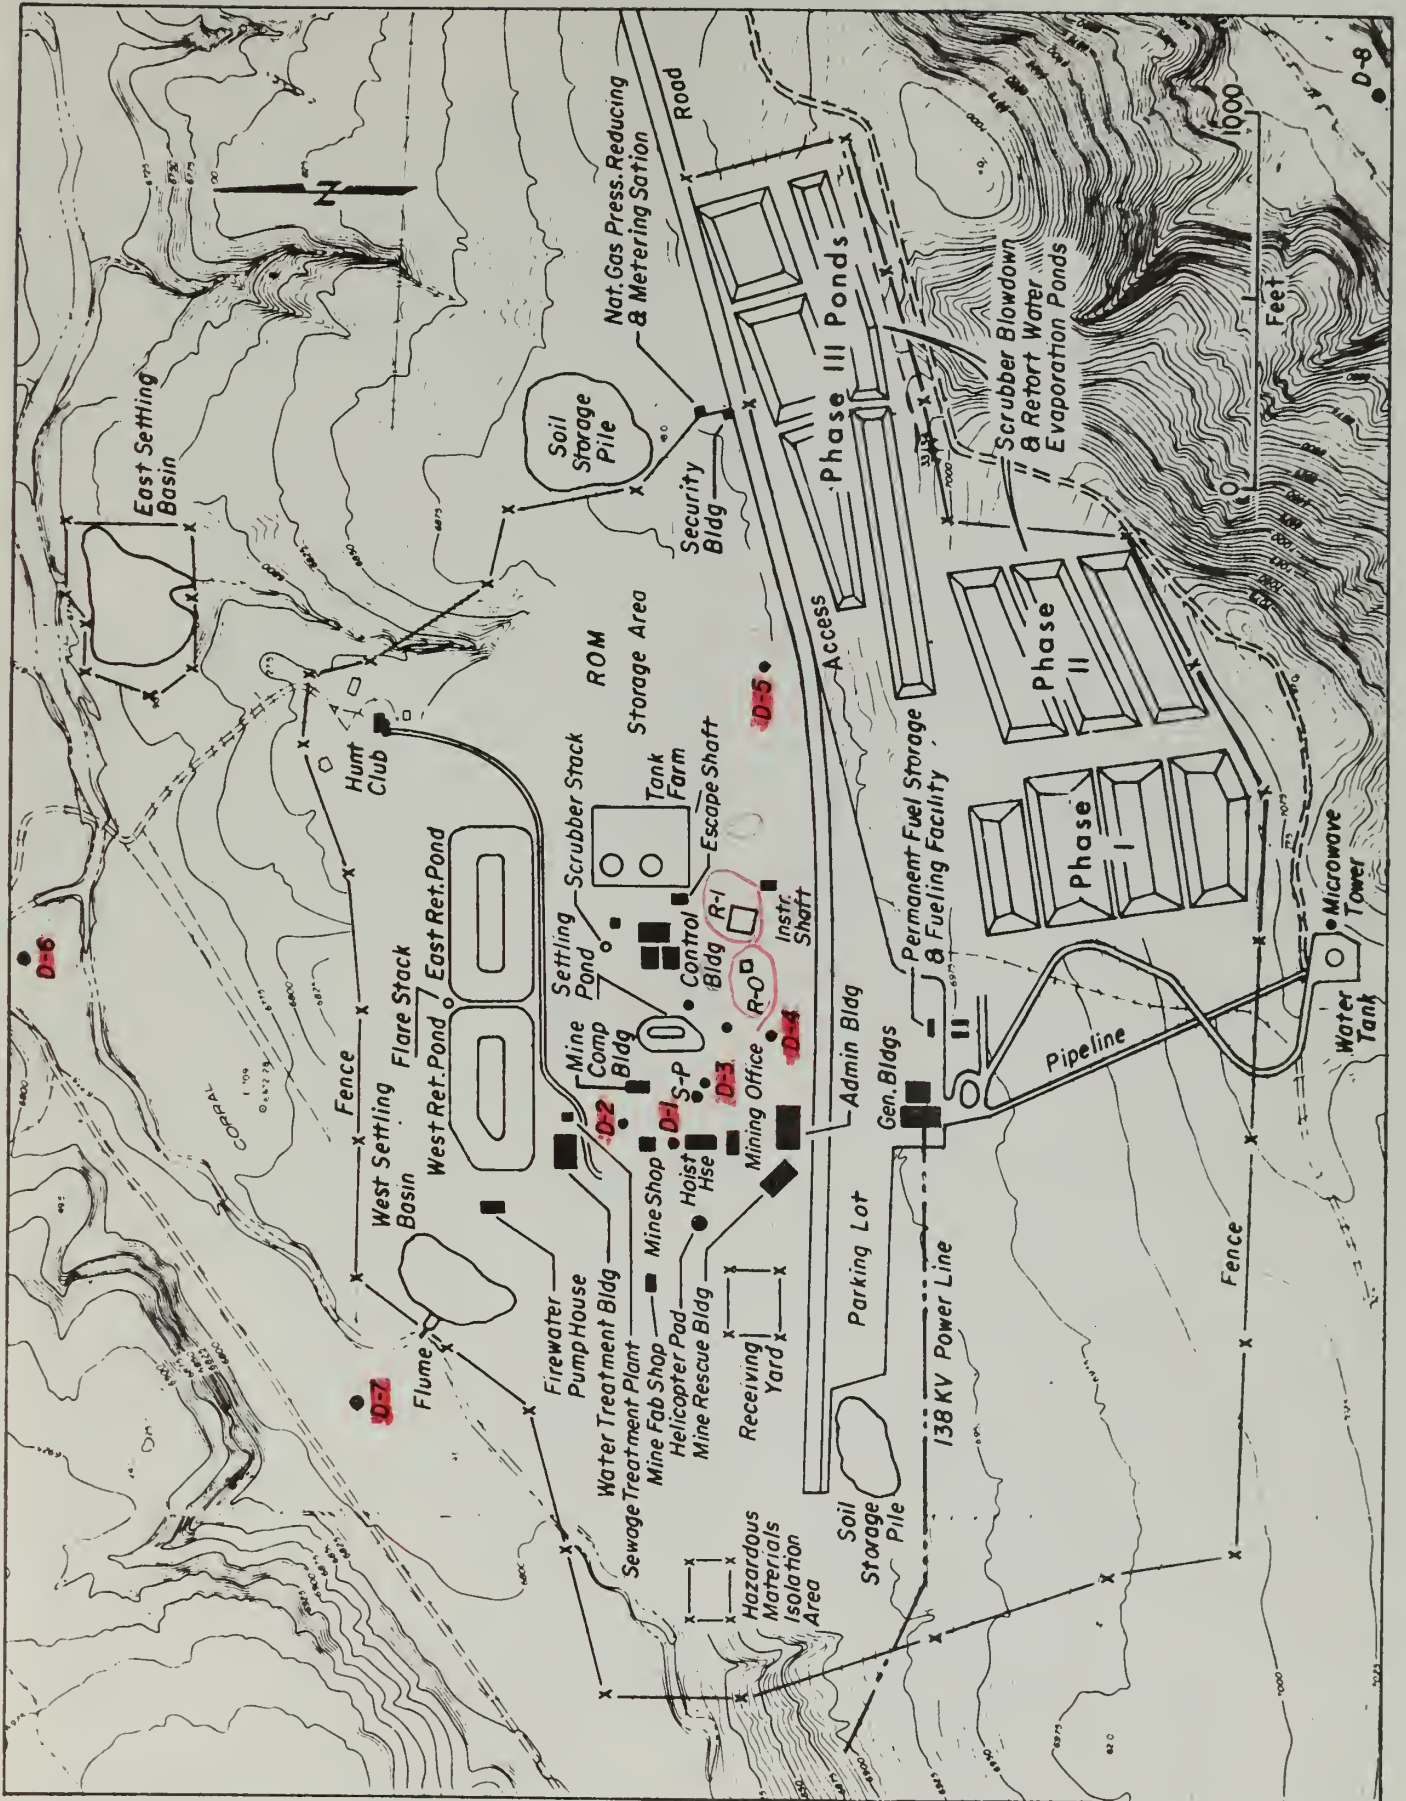 East Settling
Basin
N
Nat. Gas Press. Reducing
& Metering Sation
Road
Soil
Storage
Pile
Security
Bldg
Phase III Ponds
Scrubber Blowdown
& Retort Water
Evaporation Ponds
0
1000
Feet
D-8
Hunt
Club
ROM
Storage Area
D-5
Access
Phase
II
Phase
I
D-6
Fence
Flare Stack
East Ret. Pond
West Ret. Pond
West Settling
Basin
CORRAL
Scrubber Stack
Settling
Pond
Tank
Farm
Escape Shaft
Control
Bldg
R-1
R-O
Instr.
Shaft
Permanent Fuel Storage
& Fueling Facility
Microwave
Tower
Water
Tank
Pipeline
Mine
Comp
Bldg
D-2
D-1
S-P
D-3
D-4
Mining Office
Admin Bldg
Gen. Bldgs
D-7
Flume
Firewater
Pump House
Water Treatment Bldg
Sewage Treatment Plant
Mine Fab Shop
Mine Shop
Helicopter Pad
Hoist
Hse
Mine Rescue Bldg
Receiving
Yard
Parking Lot
138 KV Power Line
Fence
Soil
Storage
Pile
Hazardous
Materials
Isolation
Area